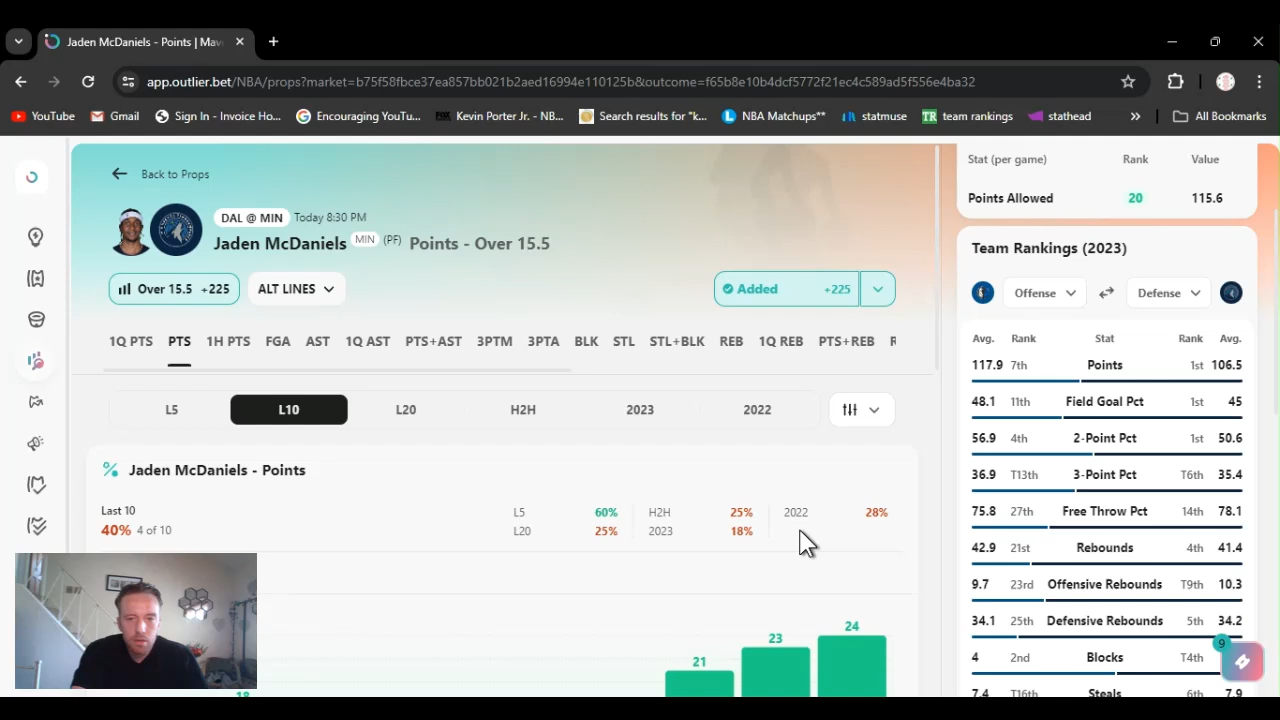 Jaden McDaniels - Points | Mav
app.outlier.bet/NBA/props?market=b75f58fbce37ea857bb021b2aed16994e110125b&outcome=f65b8e10b4dcf5772f21ec4c589ad5f556e4ba32
YouTube Gmail Sign In - Invoice Ho... Encouraging YouTu... FOX Kevin Porter Jr. - NB... Search results for "k... L NBA Matchups** statmuse TR team rankings stathead » All Bookmarks
Back to Props
DAL @ MIN Today 8:30 PM
Jaden McDaniels MIN (PF) Points - Over 15.5
Over 15.5 +225 ALT LINES Added +225
1Q PTS PTS 1H PTS FGA AST 1Q AST PTS+AST 3PTM 3PTA BLK STL STL+BLK REB 1Q REB PTS+REB R
L5 L10 L20 H2H 2023 2022
% Jaden McDaniels - Points
Last 10
40% 4 of 10
L5 60% H2H 25% 2022 28%
L20 25% 2023 18%
18 21 23 24
Stat (per game) Rank Value
Points Allowed 20 115.6
Team Rankings (2023)
Offense Defense
Avg. Rank Stat Rank Avg.
117.9 7th Points 1st 106.5
48.1 11th Field Goal Pct 1st 45
56.9 4th 2-Point Pct 1st 50.6
36.9 T13th 3-Point Pct T6th 35.4
75.8 27th Free Throw Pct 14th 78.1
42.9 21st Rebounds 4th 41.4
9.7 23rd Offensive Rebounds T9th 10.3
34.1 25th Defensive Rebounds 5th 34.2
9
4 2nd Blocks T4th
7.4 T16th Steals 6th 7.9